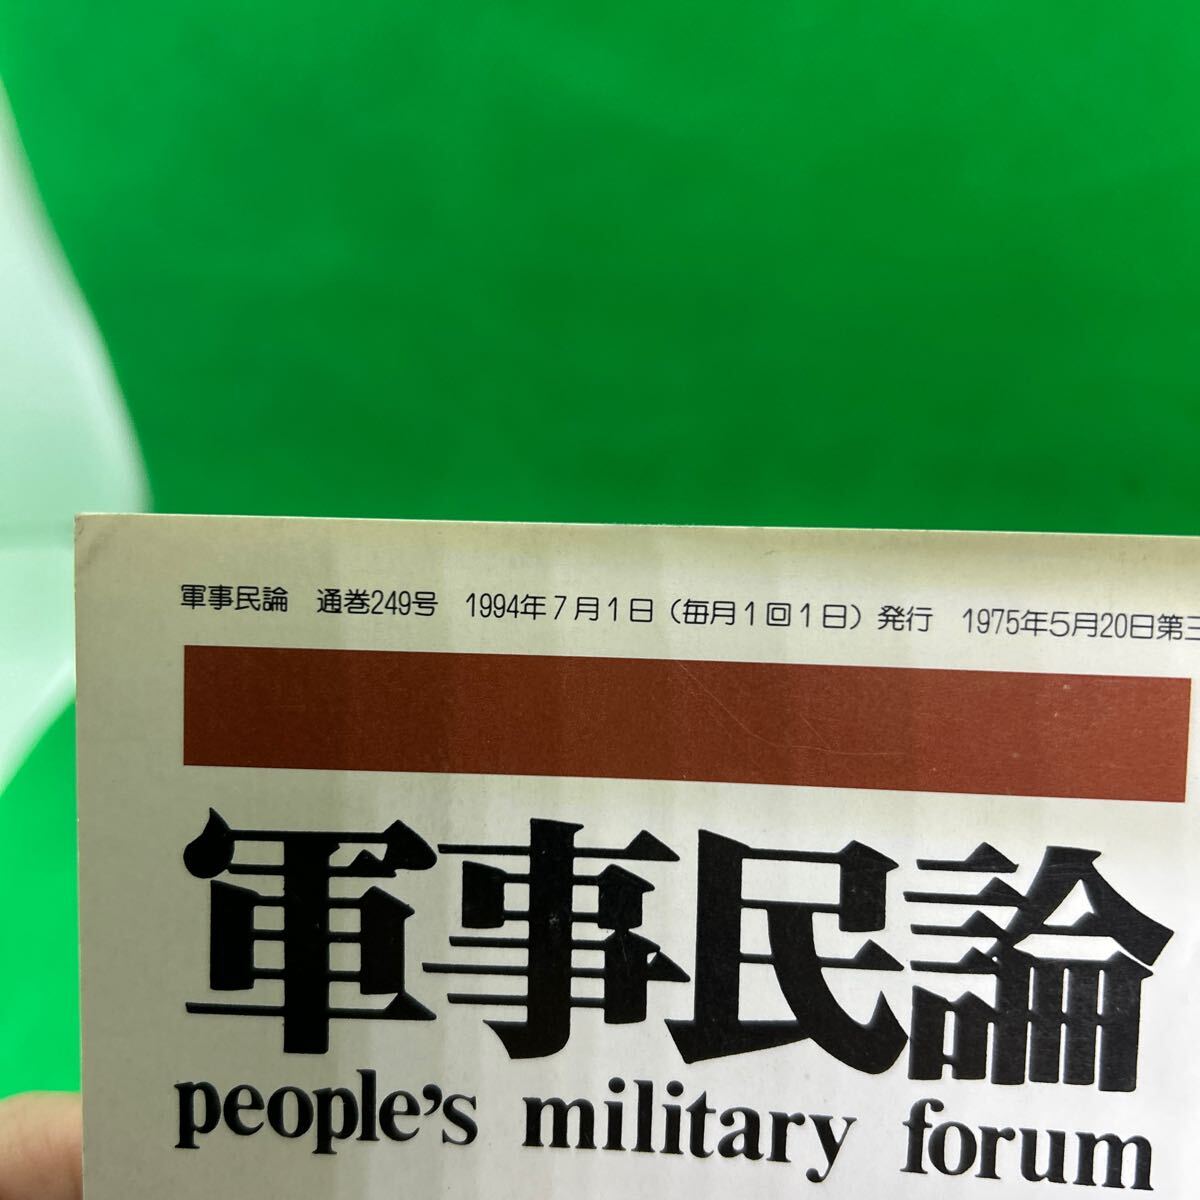 軍事民論　通巻249号　1994年7月1日（毎月1回1日）発行　1975年5月20日第三
軍事民論
people's military forum